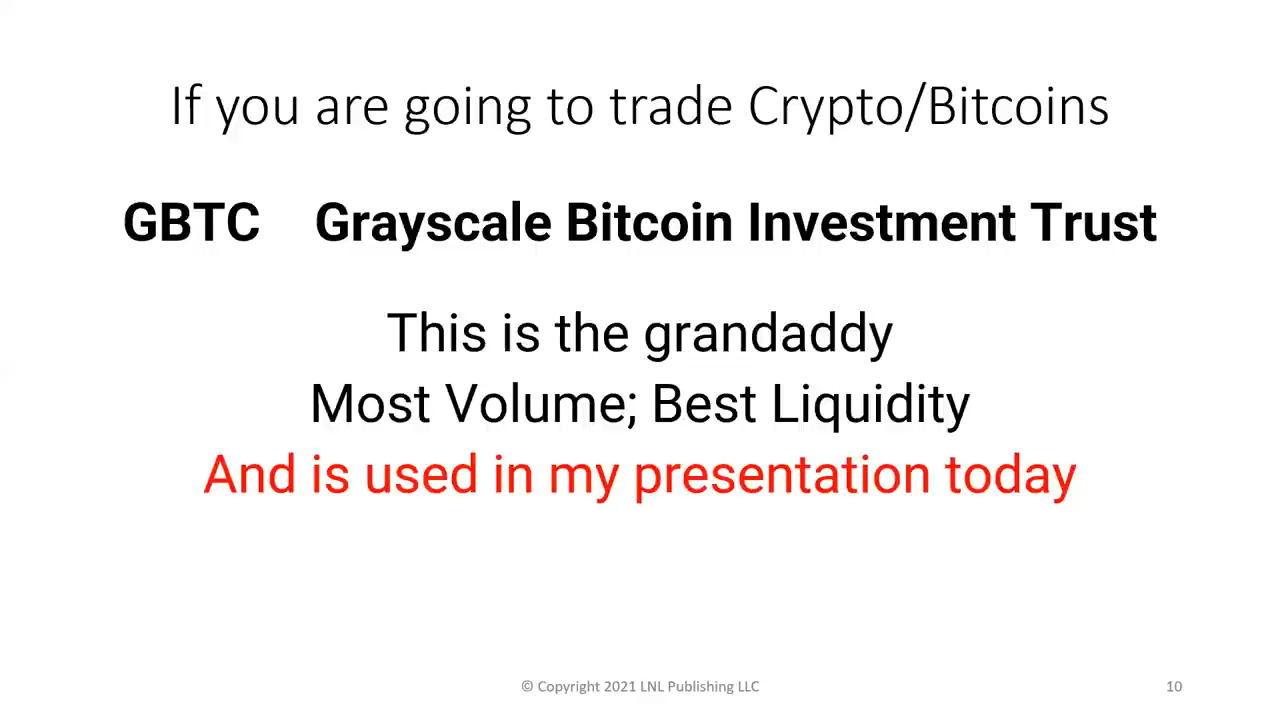 If you are going to trade Crypto/Bitcoins
GBTC Grayscale Bitcoin Investment Trust
This is the grandaddy
Most Volume; Best Liquidity
And is used in my presentation today
© Copyright 2021 LNL Publishing LLC
10